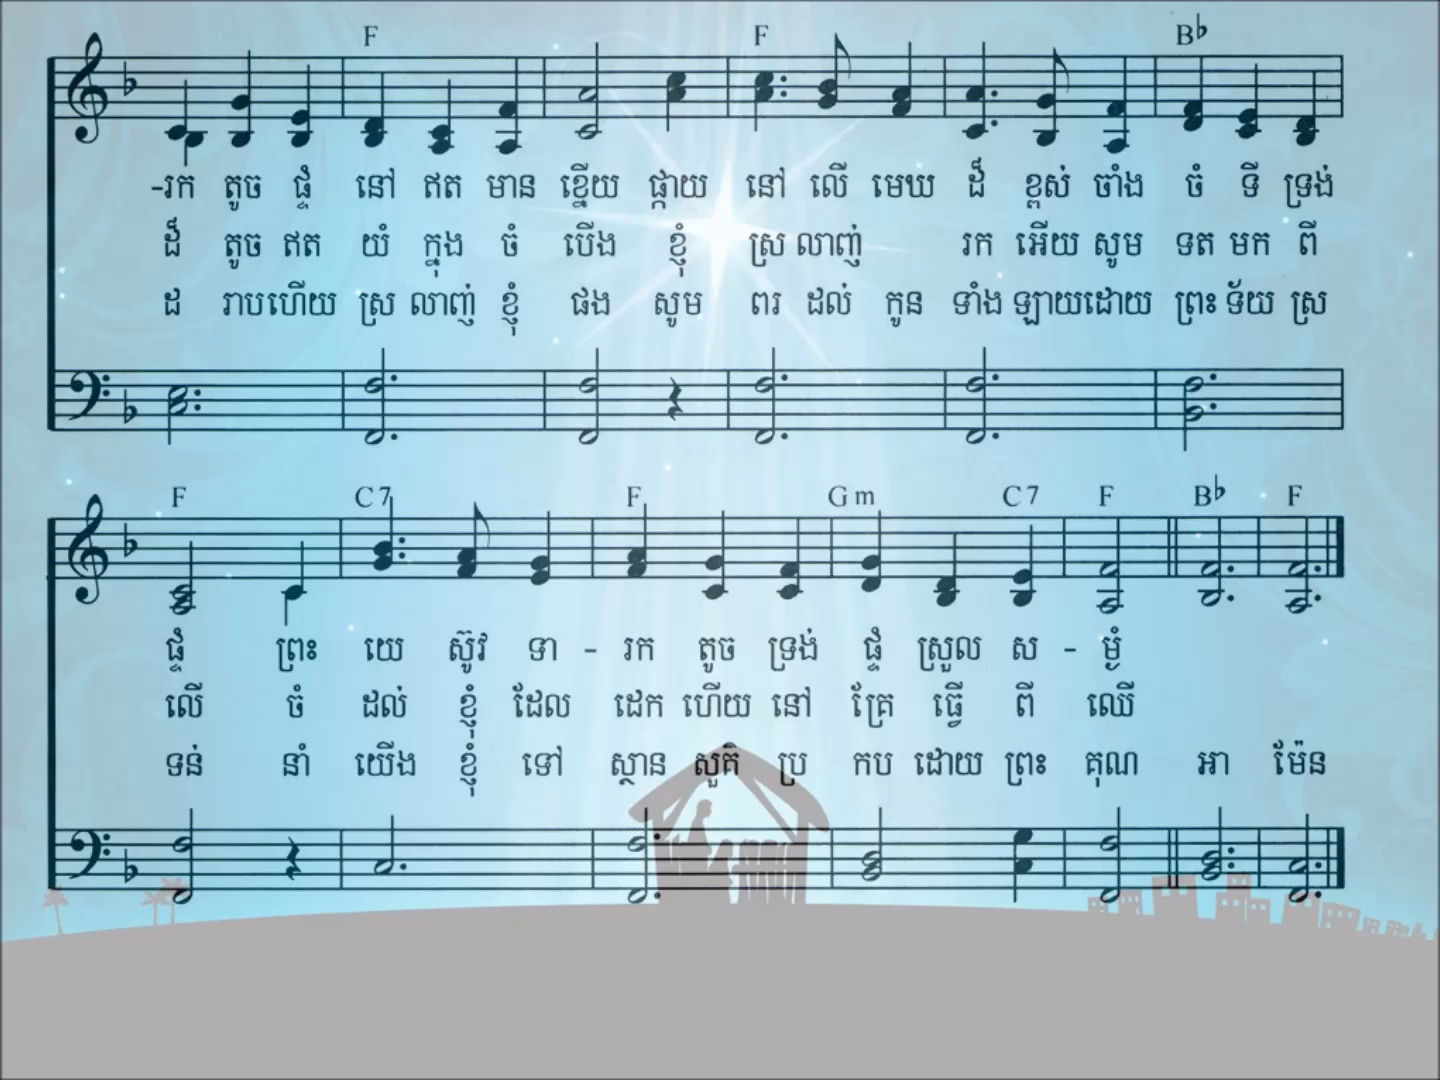 F F B♭
-រក តូច ផ្ទំ នៅ ឥត មាន ខ្នើយ ផ្កាយ នៅ លើ មេឃ ដ៏ ខ្ពស់ ចាំង ចំ ទី ទ្រង់
ដ៏ តូច ឥត យំ ក្នុង ចំ បើង ខ្ញុំ ស្រ លាញ់ រក អើយ សូម ទត មក ពី
ដ រាបហើយ ស្រ លាញ់ ខ្ញុំ ផង សូម ពរ ដល់ កូន ទាំង ឡាយដោយ ព្រះ ទ័យ ស្រ
F C7 F Gm C7 F B♭ F
ផ្ទំ ព្រះ យេ ស៊ូវ ទា - រក តូច ទ្រង់ ផ្ទំ ស្រួល ស - ម្ងំ
លើ ចំ ដល់ ខ្ញុំ ដែល ដេក ហើយ នៅ គ្រែ ធ្វើ ពី ឈើ
ទន់ នាំ យើង ខ្ញុំ ទៅ ស្ថាន សួគ៌ ប្រ កប ដោយ ព្រះ គុណ អា ម៉ែន